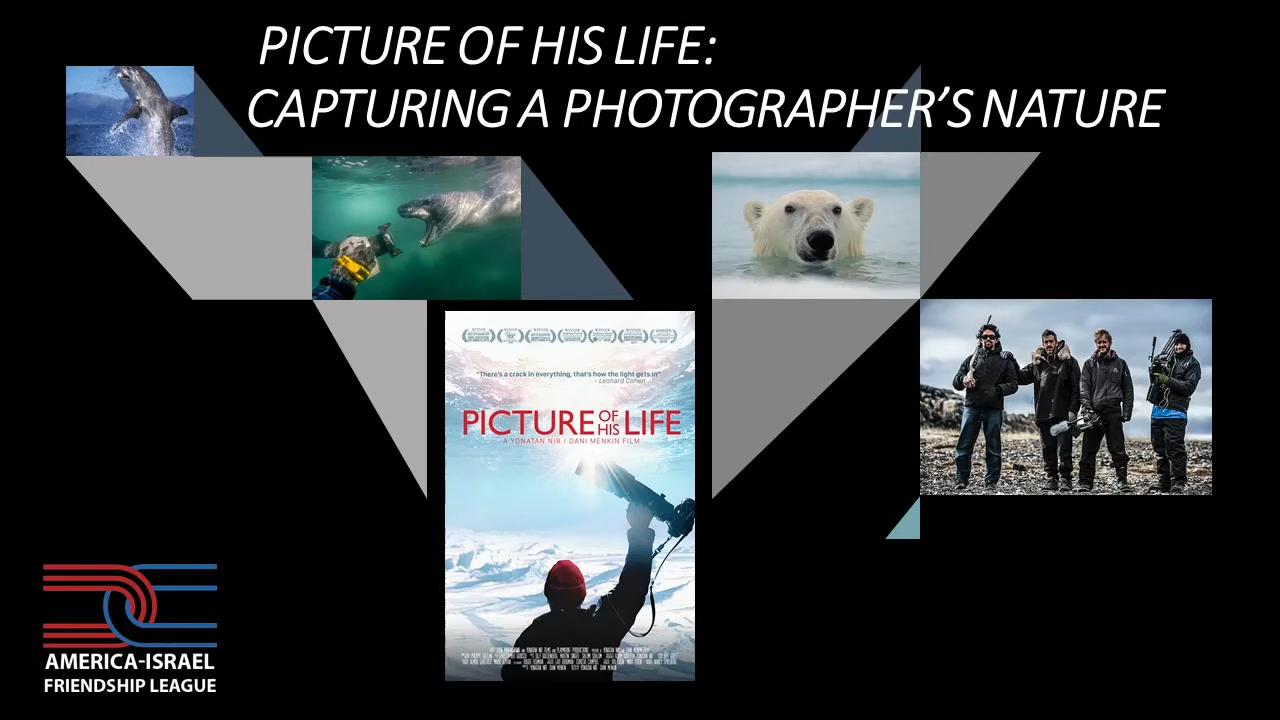 PICTURE OF HIS LIFE:
CAPTURING A PHOTOGRAPHER'S NATURE
"There's a crack in everything, that's how the light gets in"
- Leonard Cohen
PICTURE OF HIS LIFE
A YONATAN NIR / DANI MENKIN FILM
AMERICA-ISRAEL
FRIENDSHIP LEAGUE